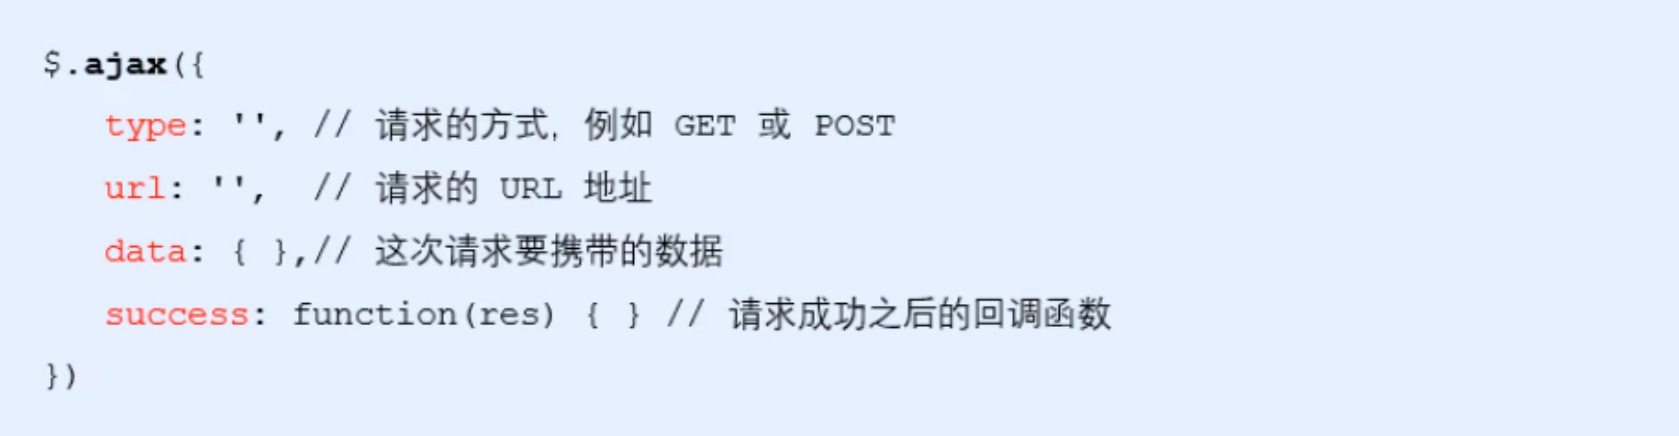 $.ajax({
type: '', // 请求的方式，例如 GET 或 POST
url: '', // 请求的 URL 地址
data: { },// 这次请求要携带的数据
success: function(res) { } // 请求成功之后的回调函数
})